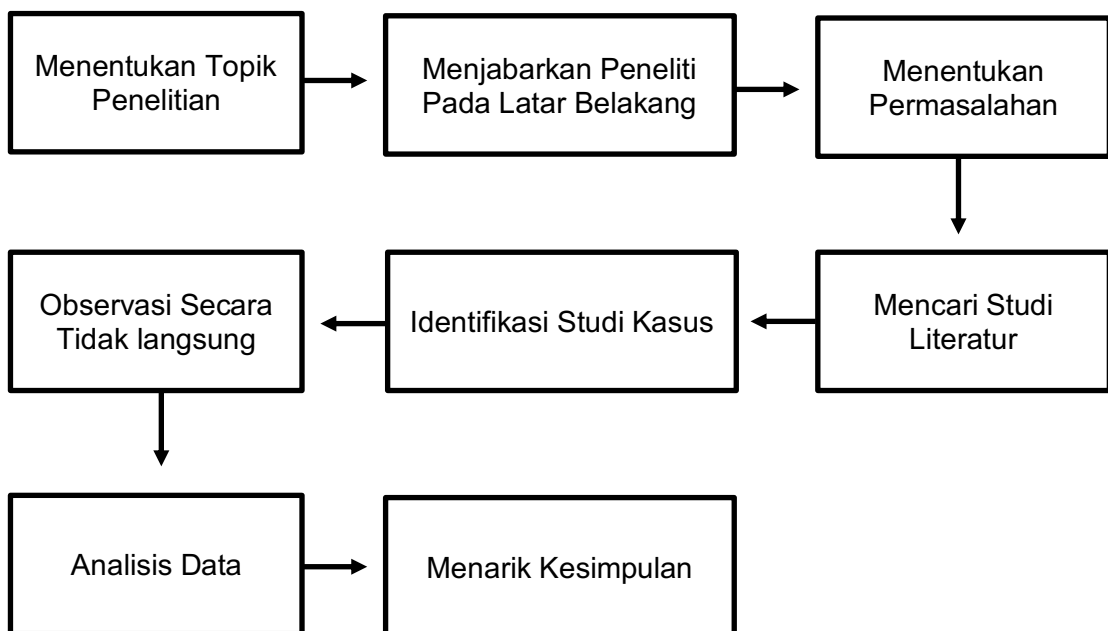 Menentukan Topik
Penelitian
Menjabarkan Peneliti
Pada Latar Belakang
Menentukan
Permasalahan
Mencari Studi
Literatur
Identifikasi Studi Kasus
Observasi Secara
Tidak langsung
Analisis Data
Menarik Kesimpulan